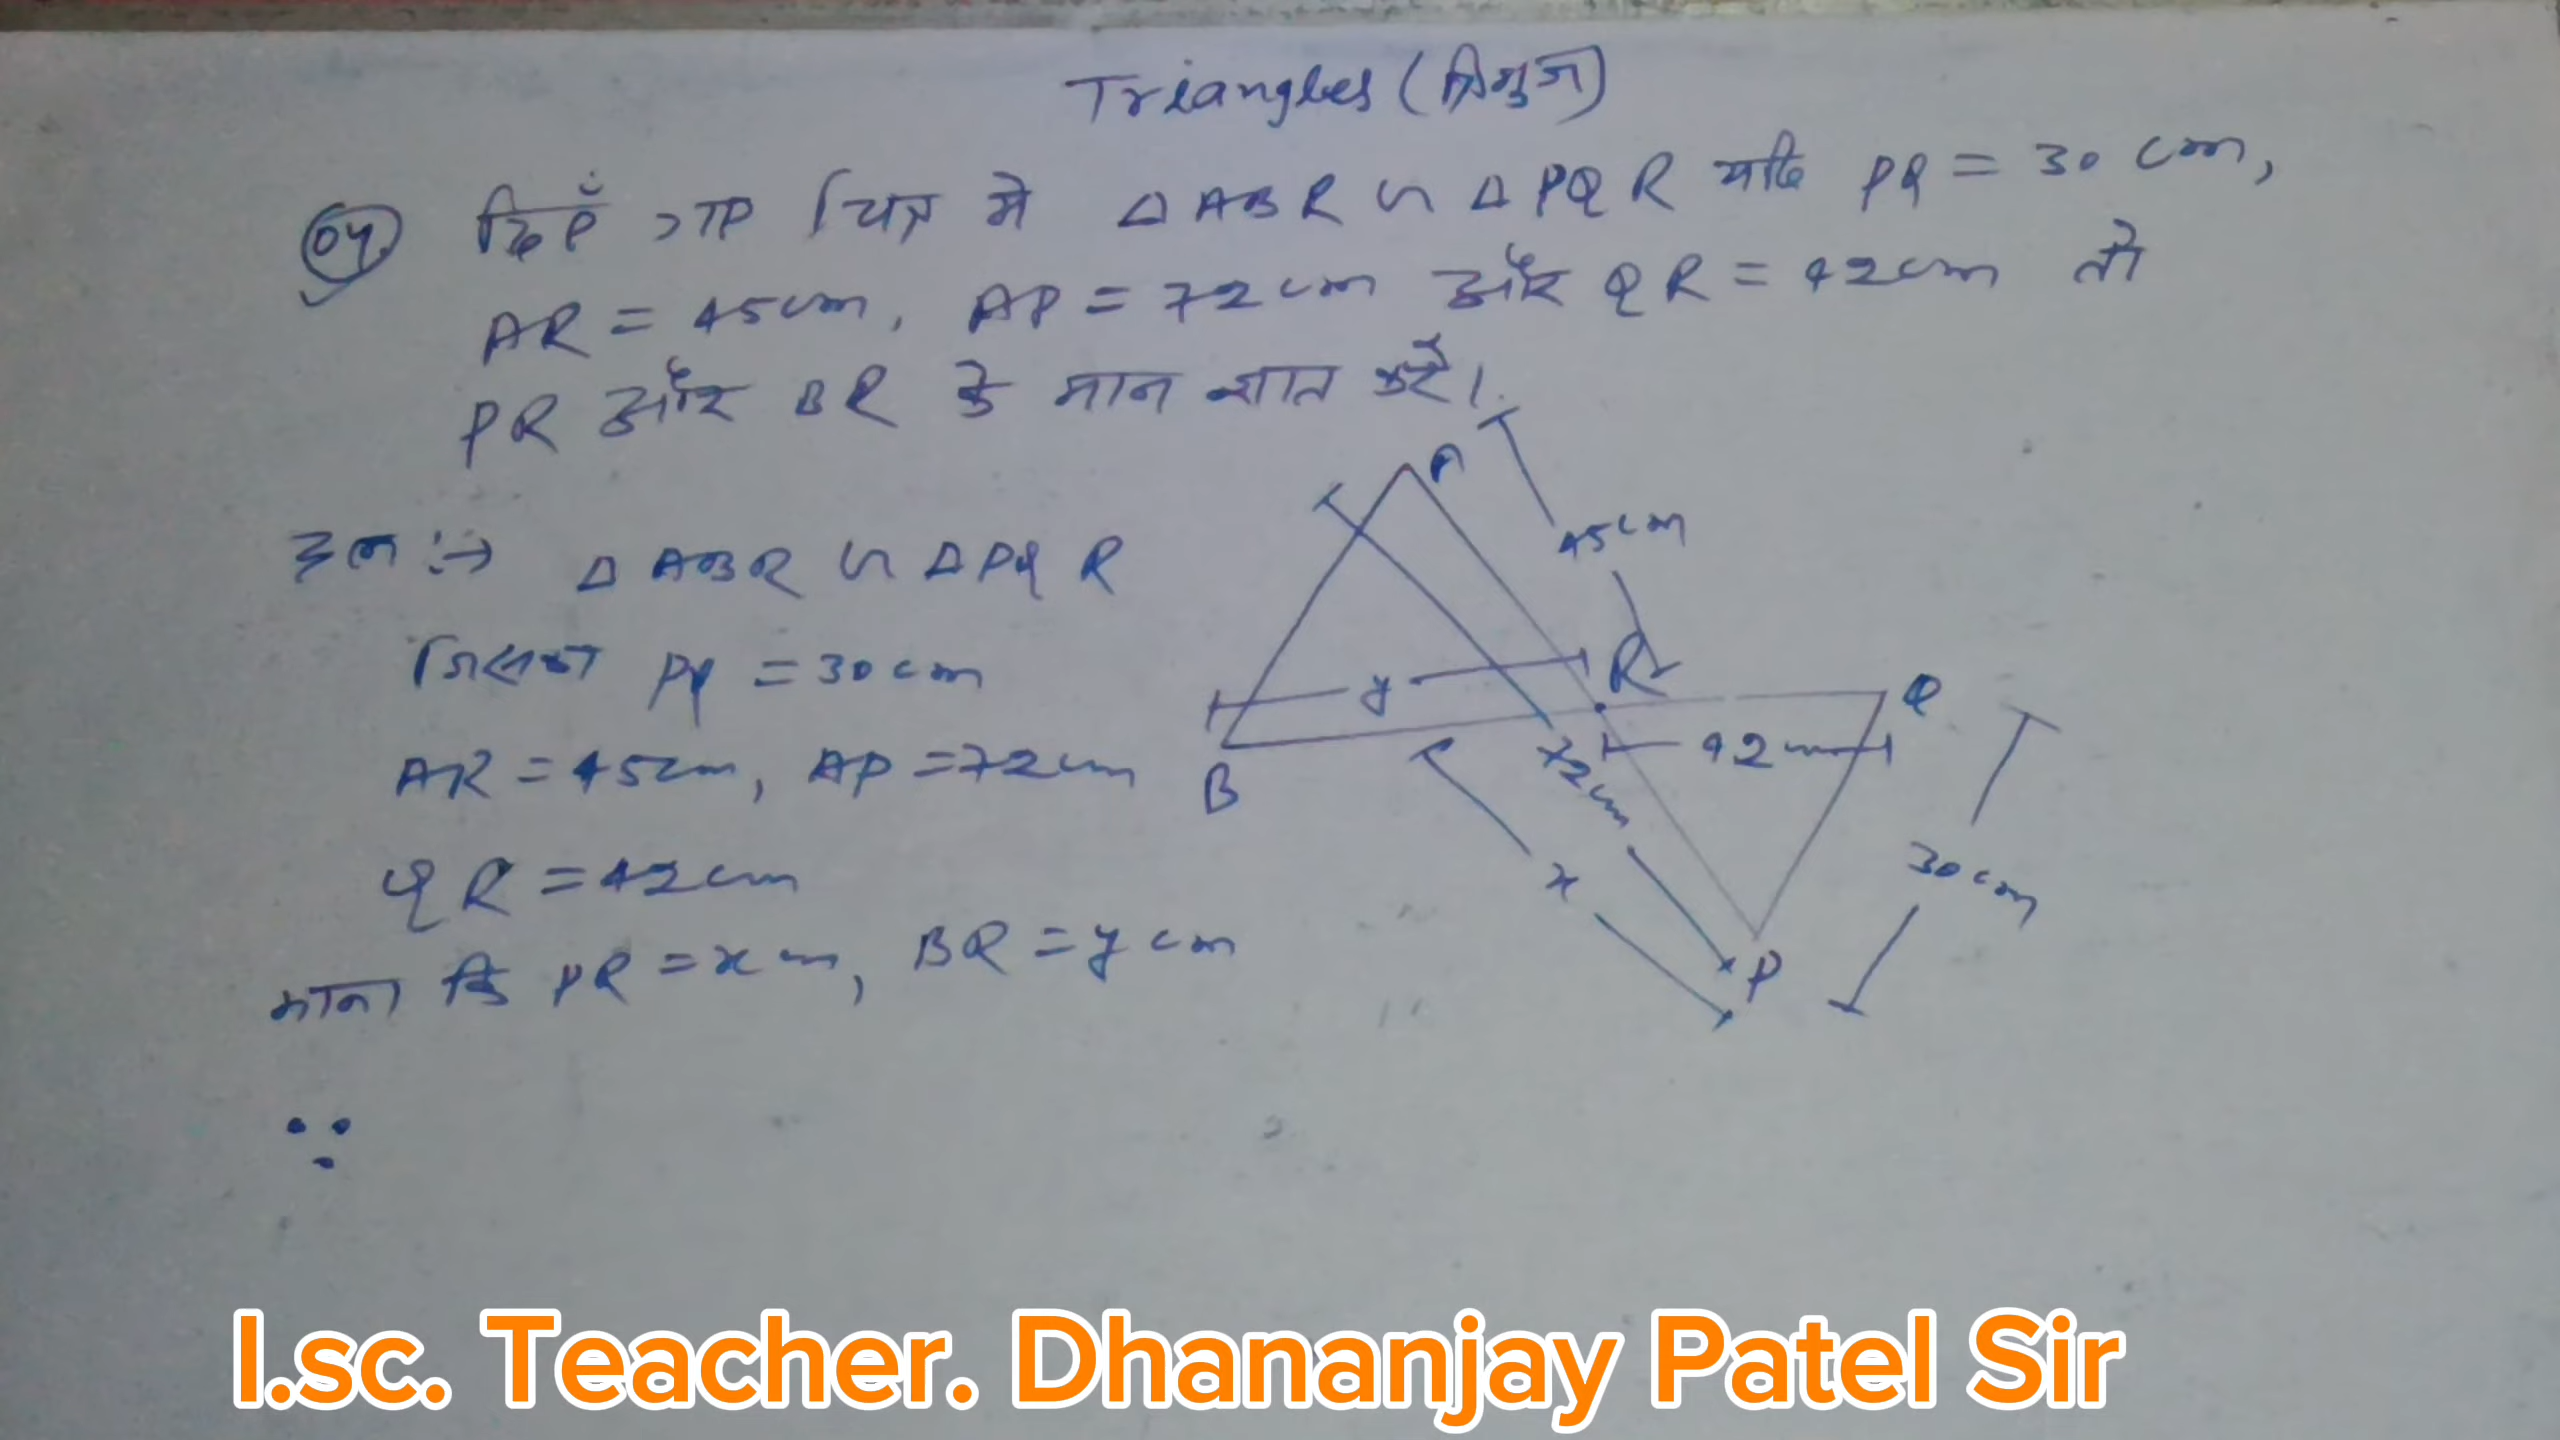 Triangles (त्रिभुज)
04. दिएँ गए चित्र में Δ ABR ∽ Δ PQR यदि PQ = 30 cm,
AR = 45cm, AP = 72cm और QR = 42cm तो
PR और BR के मान ज्ञात करें।
A
45cm
हल :→ Δ ABR ∽ Δ PQR
जिसका PQ = 30cm
R
y
Q
AR = 45cm, AP = 72cm
B
72cm
42cm
QR = 42cm
x
30cm
माना कि PR = x cm, BR = y cm
P
∵
I.sc. Teacher. Dhananjay Patel Sir